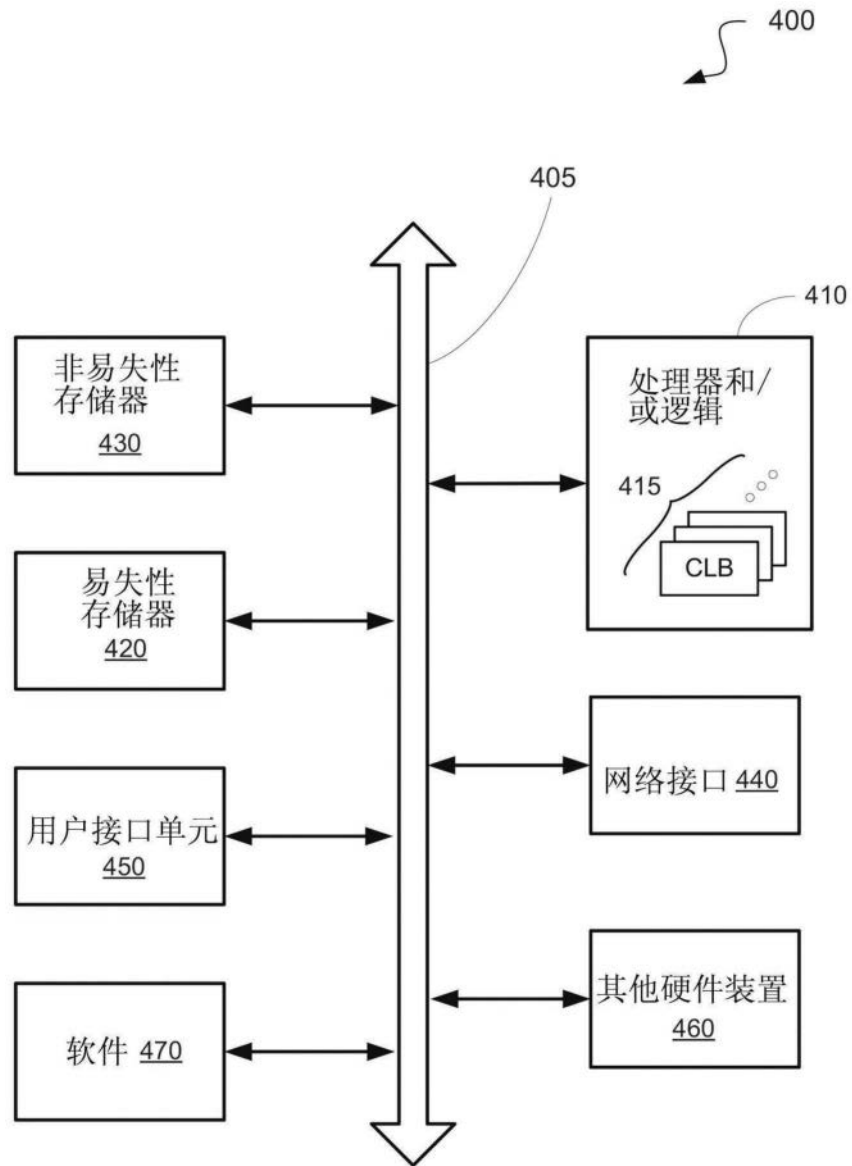 400
405
410
非易失性
存储器
430
处理器和/
或逻辑
415
CLB
易失性
存储器
420
网络接口 440
用户接口单元
450
其他硬件装置
460
软件 470